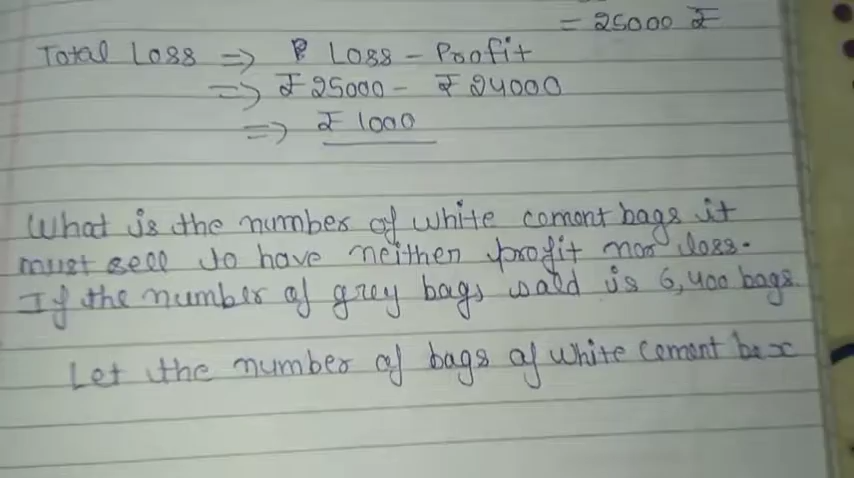 = 25000 ₹
Total Loss => Loss - Profit
=> ₹ 25000 - ₹ 24000
=> ₹ 1000
What is the number of white coment bags it
must sell to have neither profit nor loss.
If the number of grey bags sold is 6,400 bags.
Let the number of bags of white coment be x